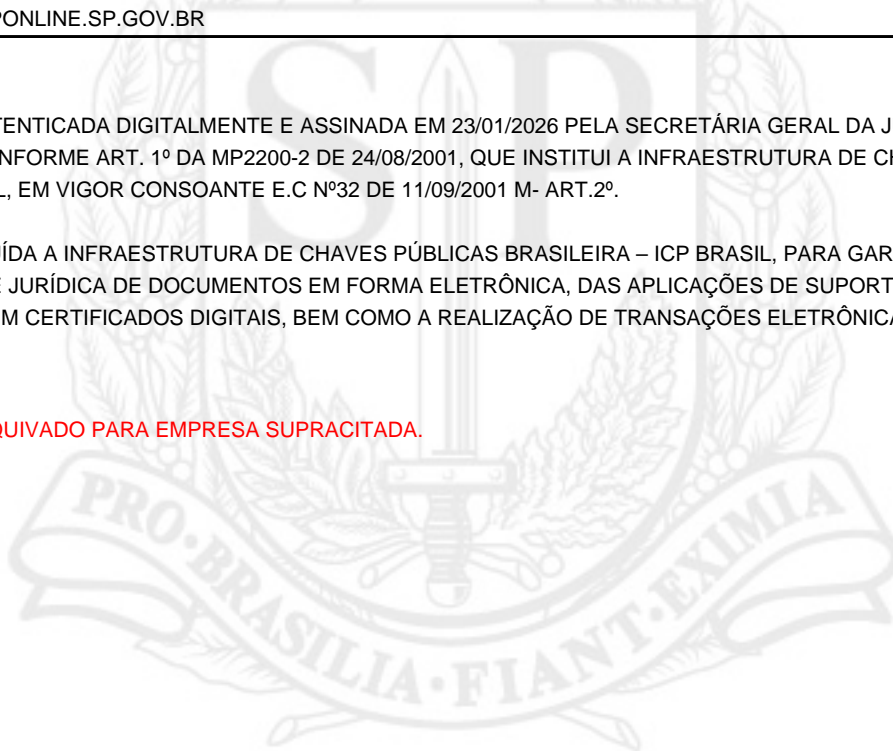 PONLINE.SP.GOV.BR
TENTICADA DIGITALMENTE E ASSINADA EM 23/01/2026 PELA SECRETÁRIA GERAL DA J
NFORME ART. 1º DA MP2200-2 DE 24/08/2001, QUE INSTITUI A INFRAESTRUTURA DE CH
L, EM VIGOR CONSOANTE E.C Nº32 DE 11/09/2001 M- ART.2º.
UÍDA A INFRAESTRUTURA DE CHAVES PÚBLICAS BRASILEIRA – ICP BRASIL, PARA GAR
E JURÍDICA DE DOCUMENTOS EM FORMA ELETRÔNICA, DAS APLICAÇÕES DE SUPORT
EM CERTIFICADOS DIGITAIS, BEM COMO A REALIZAÇÃO DE TRANSAÇÕES ELETRÔNICA
QUIVADO PARA EMPRESA SUPRACITADA.
SP
PRO·BRASILIA·FIANT·EXIMIA